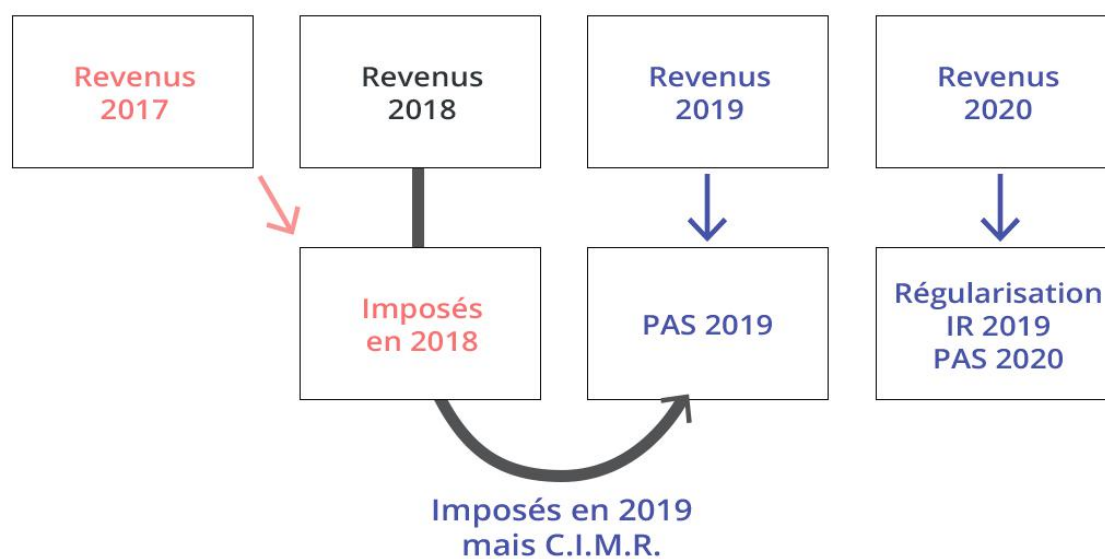 Revenus
2017
Revenus
2018
Revenus
2019
Revenus
2020
Imposés
en 2018
PAS 2019
Régularisation
IR 2019
PAS 2020
Imposés en 2019
mais C.I.M.R.